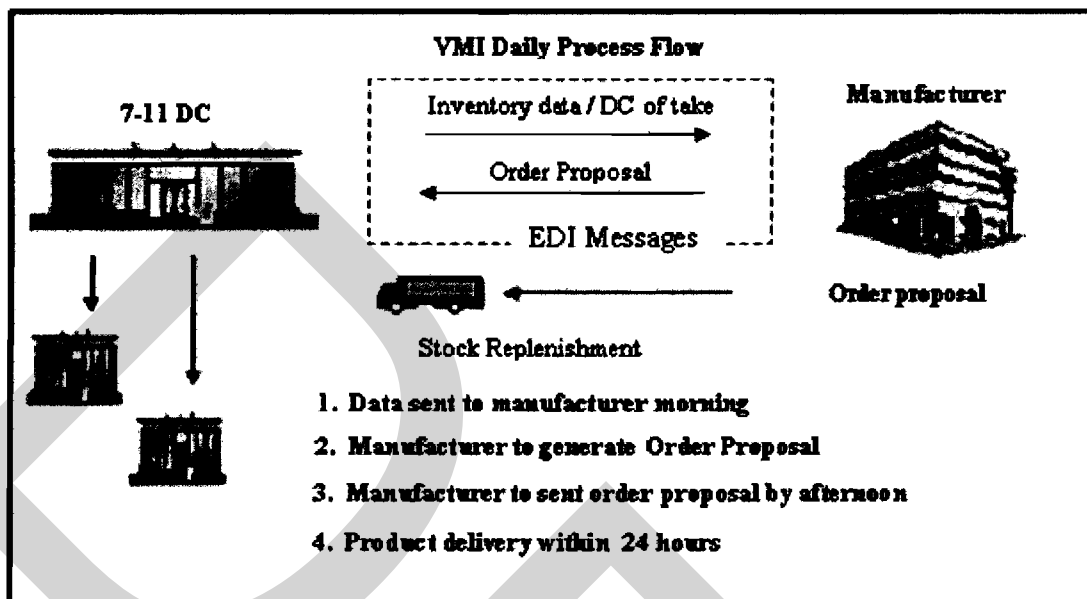 VMI Daily Process Flow
7-11 DC
Inventory data / DC of take
Manufacturer
Order Proposal
EDI Messages
Order proposal
Stock Replenishment
1. Data sent to manufacturer morning
2. Manufacturer to generate Order Proposal
3. Manufacturer to sent order proposal by afternoon
4. Product delivery within 24 hours